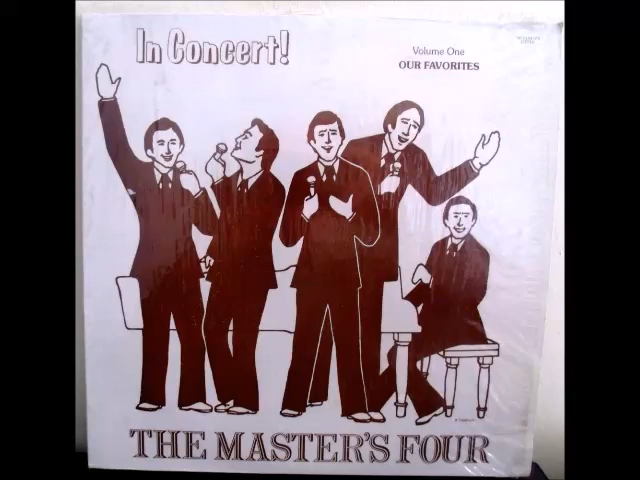 In Concert!
Volume One
OUR FAVORITES
THE MASTER'S FOUR